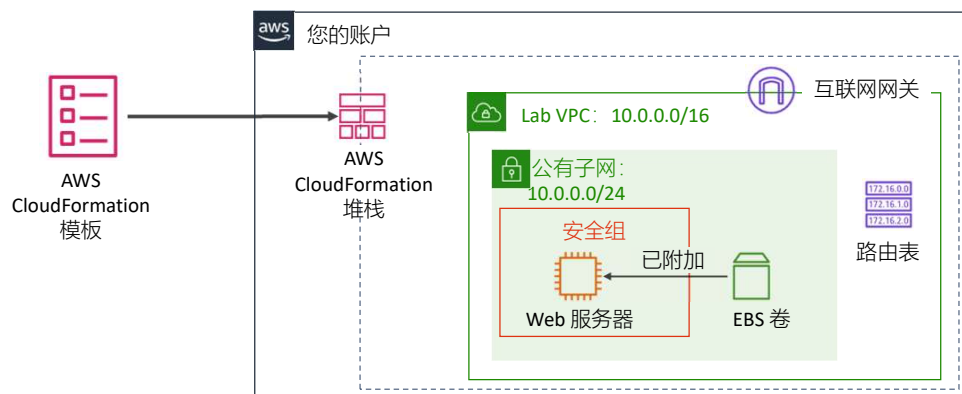 aws
您的账户
互联网网关
Lab VPC：10.0.0.0/16
AWS
CloudFormation
模板
AWS
CloudFormation
堆栈
公有子网：
10.0.0.0/24
172.16.0.0
172.16.1.0
172.16.2.0
路由表
安全组
已附加
Web 服务器
EBS 卷